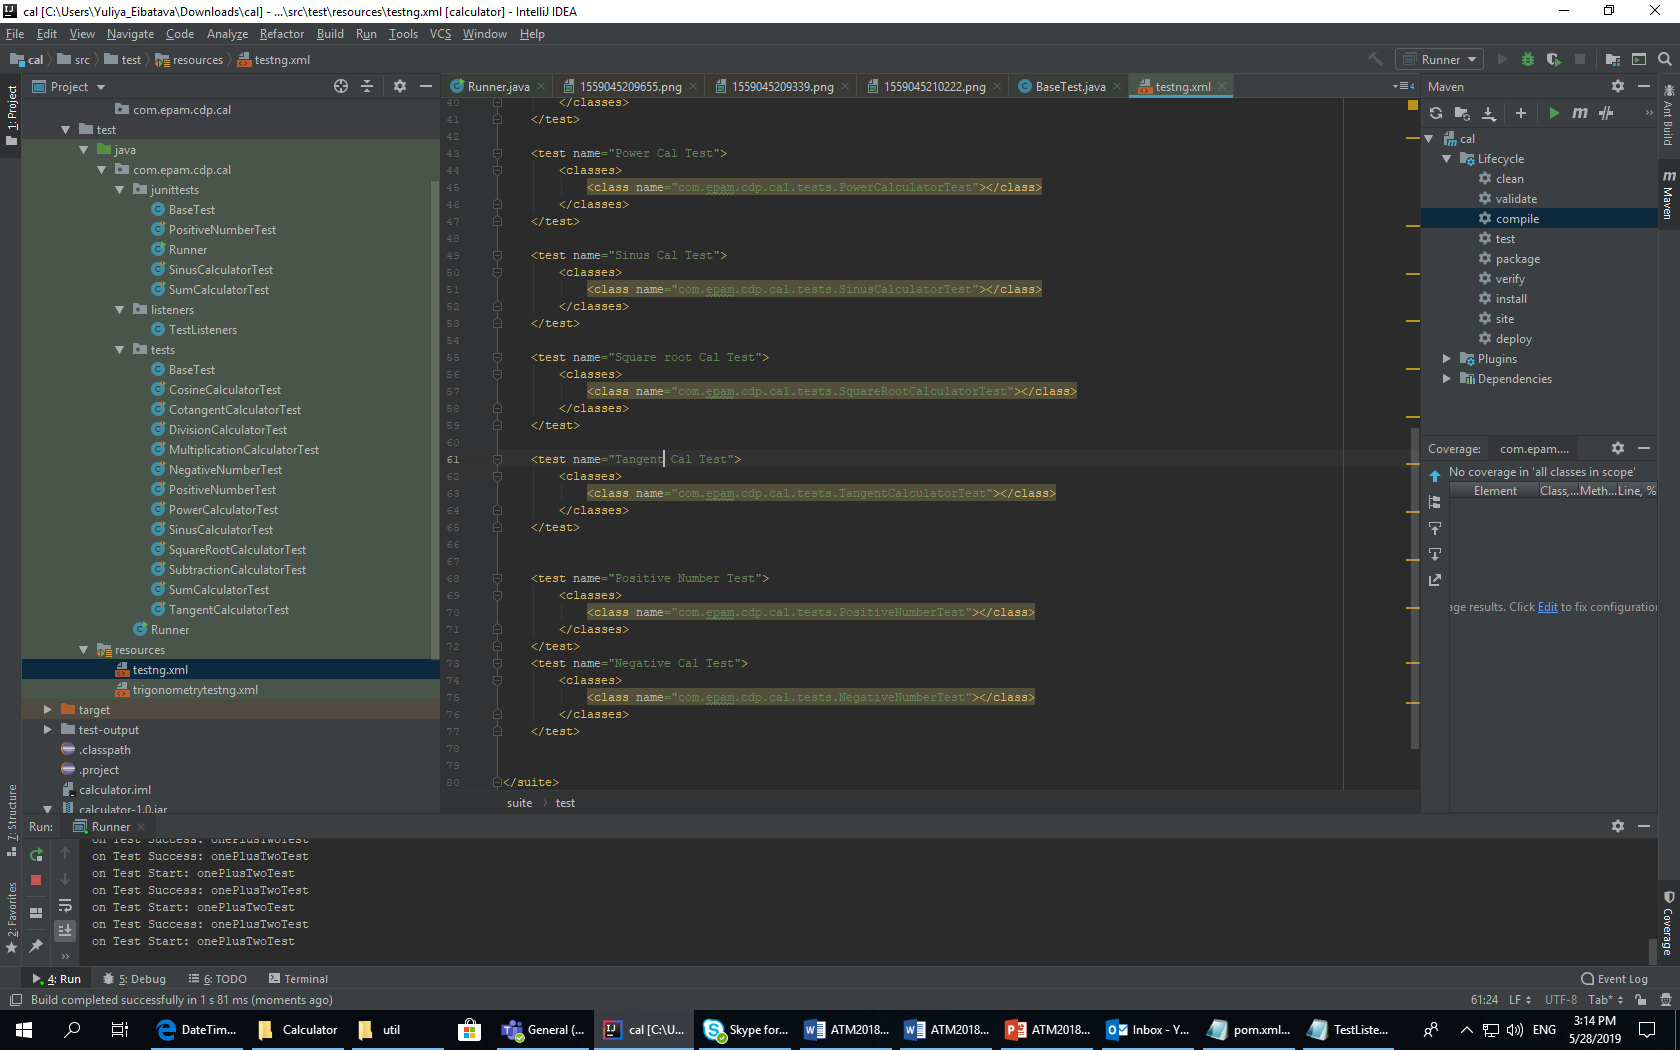 cal [C:\Users\Yuliya_Eibatava\Downloads\cal] - ...\src\test\resources\testng.xml [calculator] - IntelliJ IDEA
File Edit View Navigate Code Analyze Refactor Build Run Tools VCS Window Help
cal src test resources testng.xml Runner
Project
Runner.java 1559045209655.png 1559045209339.png 1559045210222.png BaseTest.java testng.xml
Maven
1: Project
com.epam.cdp.cal
test
java
com.epam.cdp.cal
junittests
BaseTest
PositiveNumberTest
Runner
SinusCalculatorTest
SumCalculatorTest
listeners
TestListeners
tests
BaseTest
CosineCalculatorTest
CotangentCalculatorTest
DivisionCalculatorTest
MultiplicationCalculatorTest
NegativeNumberTest
PositiveNumberTest
PowerCalculatorTest
SinusCalculatorTest
SquareRootCalculatorTest
SubtractionCalculatorTest
SumCalculatorTest
TangentCalculatorTest
Runner
resources
testng.xml
trigonometrytestng.xml
target
test-output
.classpath
.project
calculator.iml
calculator-1.0.jar
40 </classes>
41 </test>
42
43 <test name="Power Cal Test">
44 <classes>
45 <class name="com.epam.cdp.cal.tests.PowerCalculatorTest"></class>
46 </classes>
47 </test>
48
49 <test name="Sinus Cal Test">
50 <classes>
51 <class name="com.epam.cdp.cal.tests.SinusCalculatorTest"></class>
52 </classes>
53 </test>
54
55 <test name="Square root Cal Test">
56 <classes>
57 <class name="com.epam.cdp.cal.tests.SquareRootCalculatorTest"></class>
58 </classes>
59 </test>
60
61 <test name="Tangent Cal Test">
62 <classes>
63 <class name="com.epam.cdp.cal.tests.TangentCalculatorTest"></class>
64 </classes>
65 </test>
66
67
68 <test name="Positive Number Test">
69 <classes>
70 <class name="com.epam.cdp.cal.tests.PositiveNumberTest"></class>
71 </classes>
72 </test>
73 <test name="Negative Cal Test">
74 <classes>
75 <class name="com.epam.cdp.cal.tests.NegativeNumberTest"></class>
76 </classes>
77 </test>
78
79
80 </suite>
suite test
cal
Lifecycle
clean
validate
compile
test
package
verify
install
site
deploy
Plugins
Dependencies
Ant Build
Maven
Coverage: com.epam....
No coverage in 'all classes in scope'
Element Class,... Meth... Line, %
age results. Click Edit to fix configuration
Coverage
7: Structure
2: Favorites
Run: Runner
on Test Success: onePlusTwoTest
on Test Success: onePlusTwoTest
on Test Start: onePlusTwoTest
on Test Success: onePlusTwoTest
on Test Start: onePlusTwoTest
on Test Success: onePlusTwoTest
on Test Start: onePlusTwoTest
4: Run 5: Debug 6: TODO Terminal Event Log
Build completed successfully in 1 s 81 ms (moments ago) 61:24 LF UTF-8 Tab*
DateTim... Calculator util General (... cal [C:\U... Skype for... ATM2018... ATM2018... ATM2018... Inbox - Y... pom.xml... TestListe... ENG 3:14 PM
5/28/2019